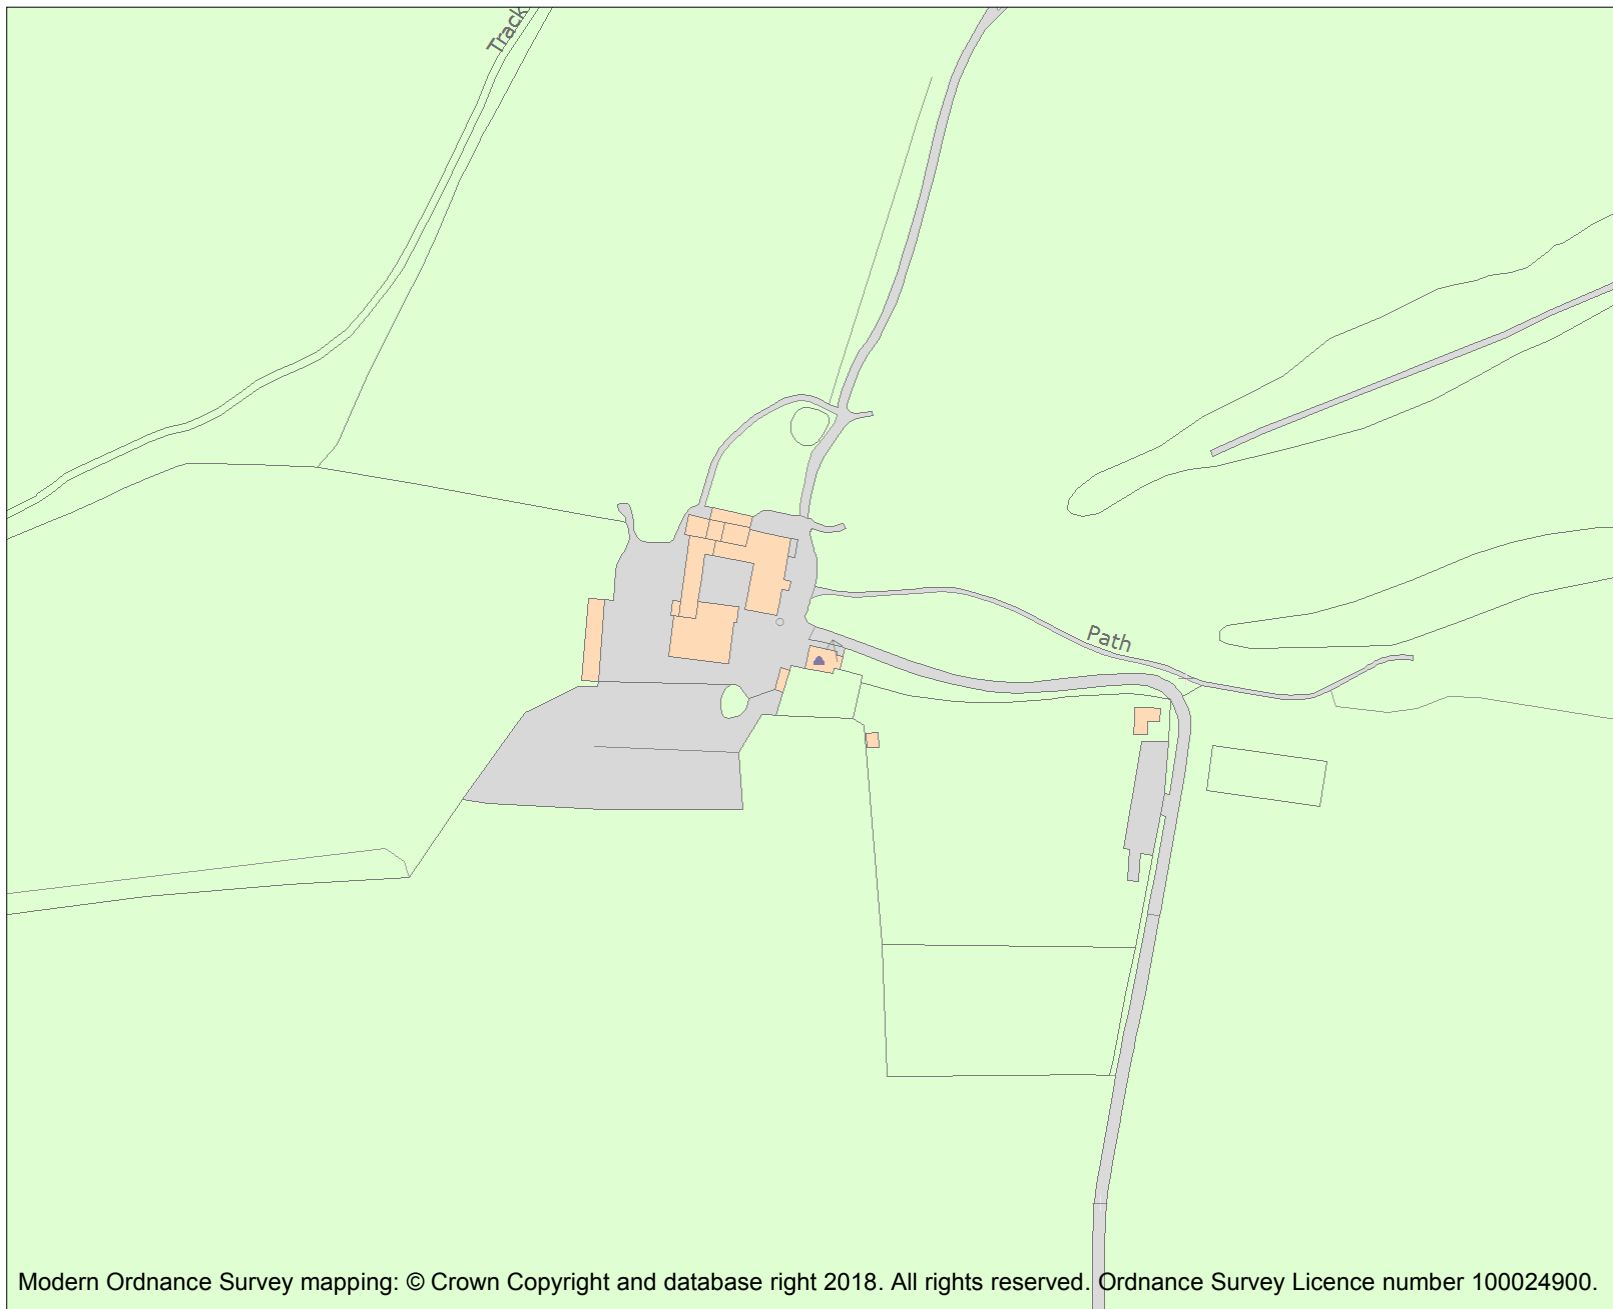 Track
Path
Modern Ordnance Survey mapping: © Crown Copyright and database right 2018. All rights reserved. Ordnance Survey Licence number 100024900.